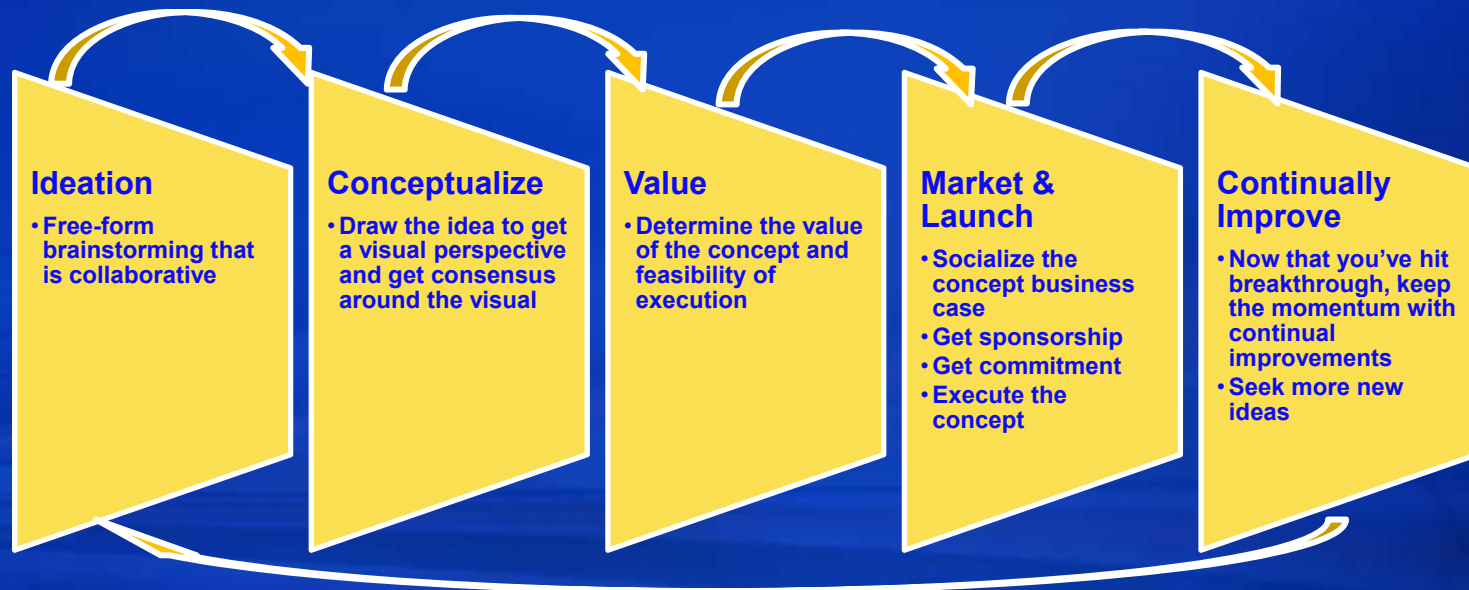 Ideation
• Free-form
brainstorming that
is collaborative
Conceptualize
• Draw the idea to get
a visual perspective
and get consensus
around the visual
Value
• Determine the value
of the concept and
feasibility of
execution
Market &
Launch
• Socialize the
concept business
case
• Get sponsorship
• Get commitment
• Execute the
concept
Continually
Improve
• Now that you’ve hit
breakthrough, keep
the momentum with
continual
improvements
• Seek more new
ideas